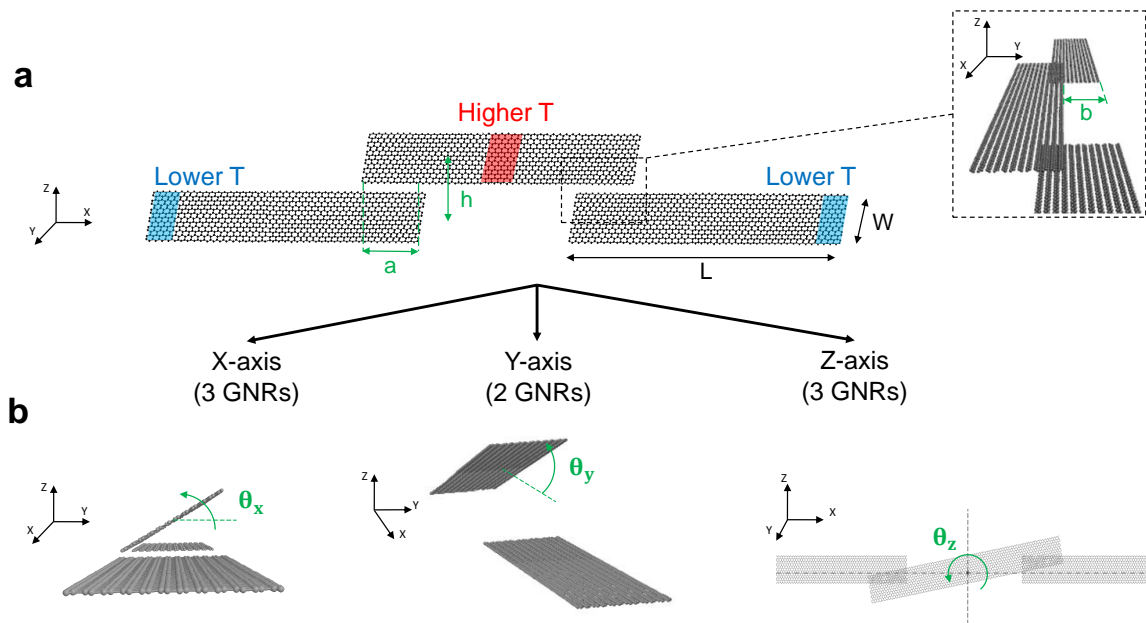 a
Z
X
Y
Lower T
Higher T
Lower T
h
a
L
W
Z
Y
X
b
X-axis
(3 GNRs)
Y-axis
(2 GNRs)
Z-axis
(3 GNRs)
b
Z
Y
X
θx
Z
Y
X
θy
Z
X
Y
θz